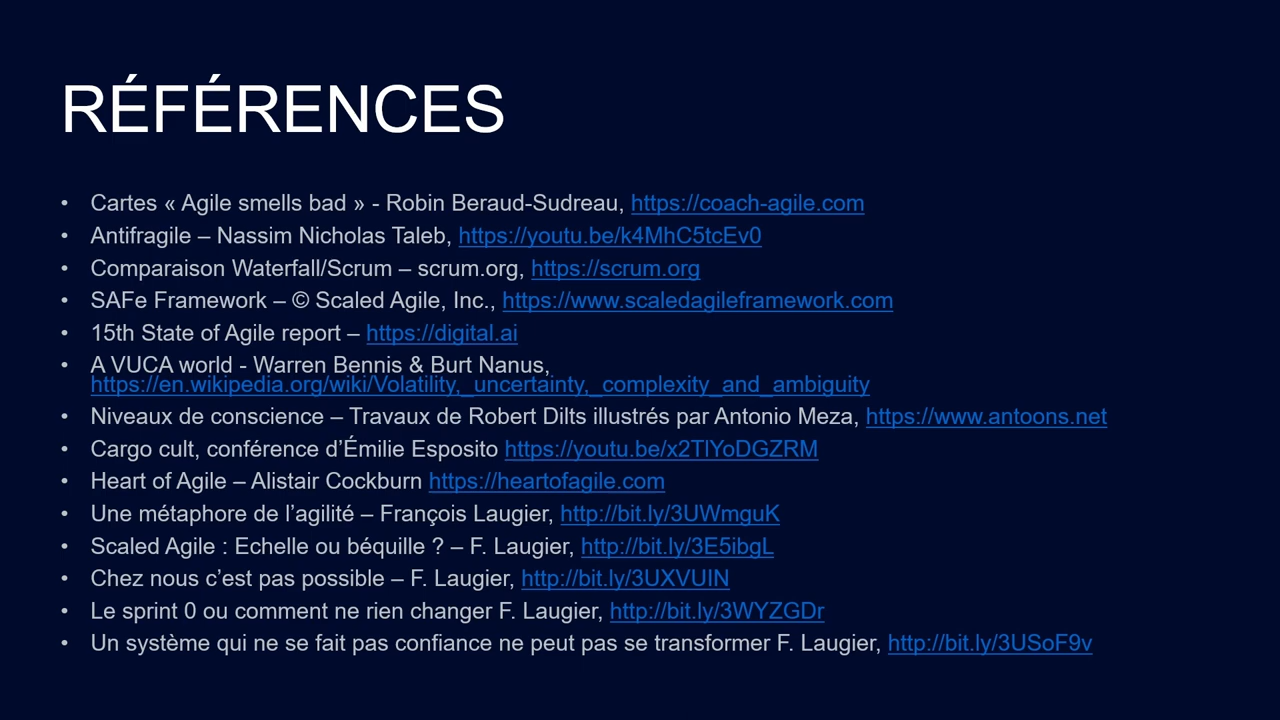 RÉFÉRENCES
• Cartes « Agile smells bad » - Robin Beraud-Sudreau, https://coach-agile.com
• Antifragile – Nassim Nicholas Taleb, https://youtu.be/k4MhC5tcEv0
• Comparaison Waterfall/Scrum – scrum.org, https://scrum.org
• SAFe Framework – © Scaled Agile, Inc., https://www.scaledagileframework.com
• 15th State of Agile report – https://digital.ai
• A VUCA world - Warren Bennis & Burt Nanus,
https://en.wikipedia.org/wiki/Volatility,_uncertainty,_complexity_and_ambiguity
• Niveaux de conscience – Travaux de Robert Dilts illustrés par Antonio Meza, https://www.antoons.net
• Cargo cult, conférence d’Émilie Esposito https://youtu.be/x2TlYoDGZRM
• Heart of Agile – Alistair Cockburn https://heartofagile.com
• Une métaphore de l’agilité – François Laugier, http://bit.ly/3UWmguK
• Scaled Agile : Echelle ou béquille ? – F. Laugier, http://bit.ly/3E5ibgL
• Chez nous c’est pas possible – F. Laugier, http://bit.ly/3UXVUIN
• Le sprint 0 ou comment ne rien changer F. Laugier, http://bit.ly/3WYZGDr
• Un système qui ne se fait pas confiance ne peut pas se transformer F. Laugier, http://bit.ly/3USoF9v